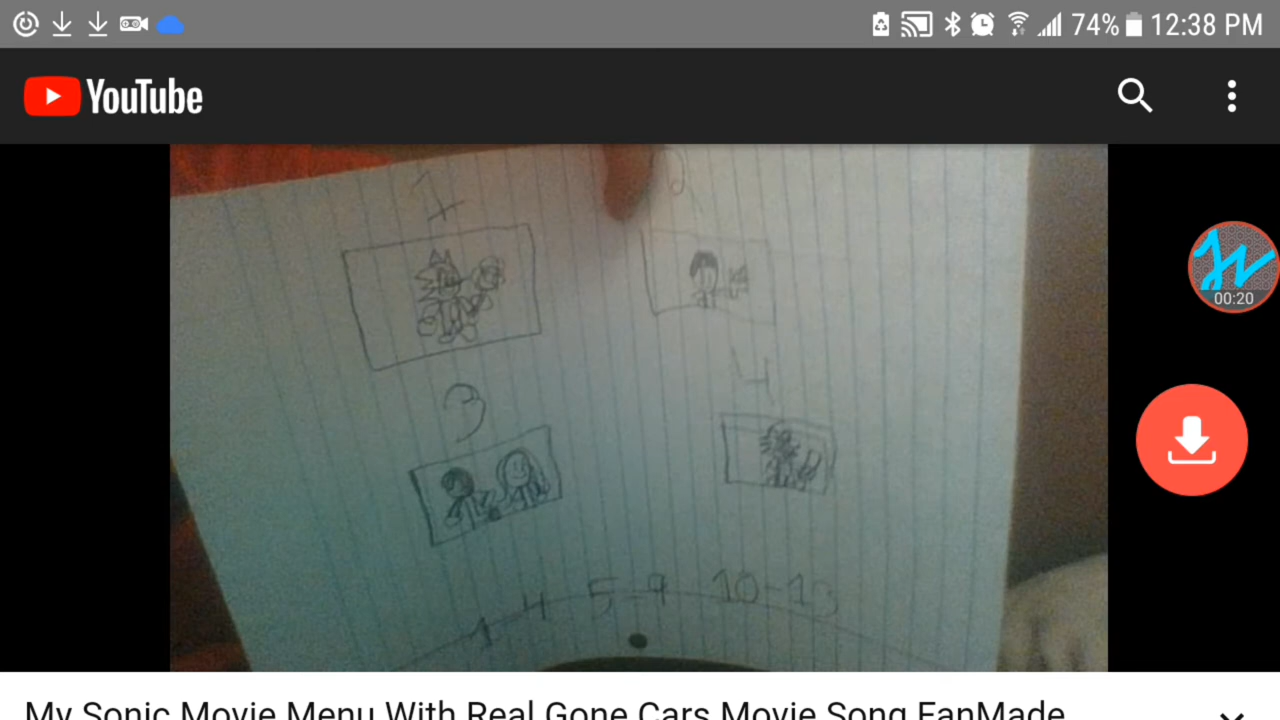 74% 12:38 PM
YouTube
1 2
00:20
3 4
1-4 5-9 10-13
My Sonic Movie Menu With Real Gone Cars Movie Song FanMade